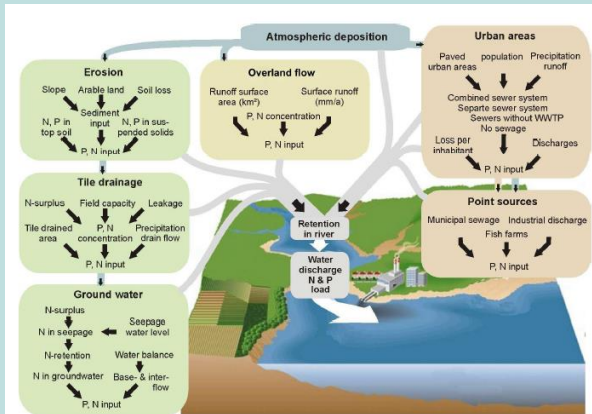 Atmospheric deposition
Erosion
Slope Arable land Soil loss
Sediment
input
N, P in
top soil
N, P in sus-
pended solids
P, N input
Overland flow
Runoff surface
area (km²)
Surface runoff
(mm/a)
P, N concentration
P, N input
Urban areas
Paved
urban areas
population
Precipitation
runoff
Combined sewer system
Separte sewer system
Sewers without WWTP
No sewage
Loss per
inhabitant
Discharges
P, N input
Tile drainage
N-surplus Field capacity Leakage
Tile drained
area
P, N
concentration
Precipitation
drain flow
P, N input
Point sources
Municipal sewage Industrial discharge
Fish farms
P, N input
Retention
in river
Water
discharge
N & P
load
Ground water
N-surplus
N in seepage
Seepage
water level
N-retention
Water balance
N in groundwater
Base- & inter-
flow
P, N input